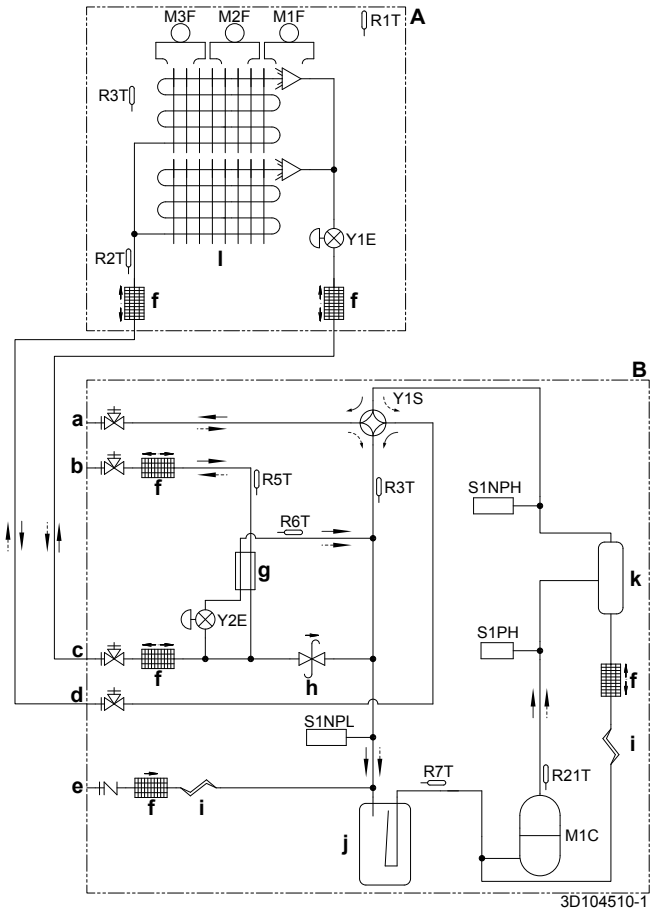 M3F M2F M1F
R1T
A
R3T
R2T
l
Y1E
f
f
B
a
Y1S
b
f
R5T
R3T
S1NPH
R6T
g
k
Y2E
c
f
h
S1PH
f
d
S1NPL
i
e
f
i
R7T
R21T
j
M1C
3D104510-1